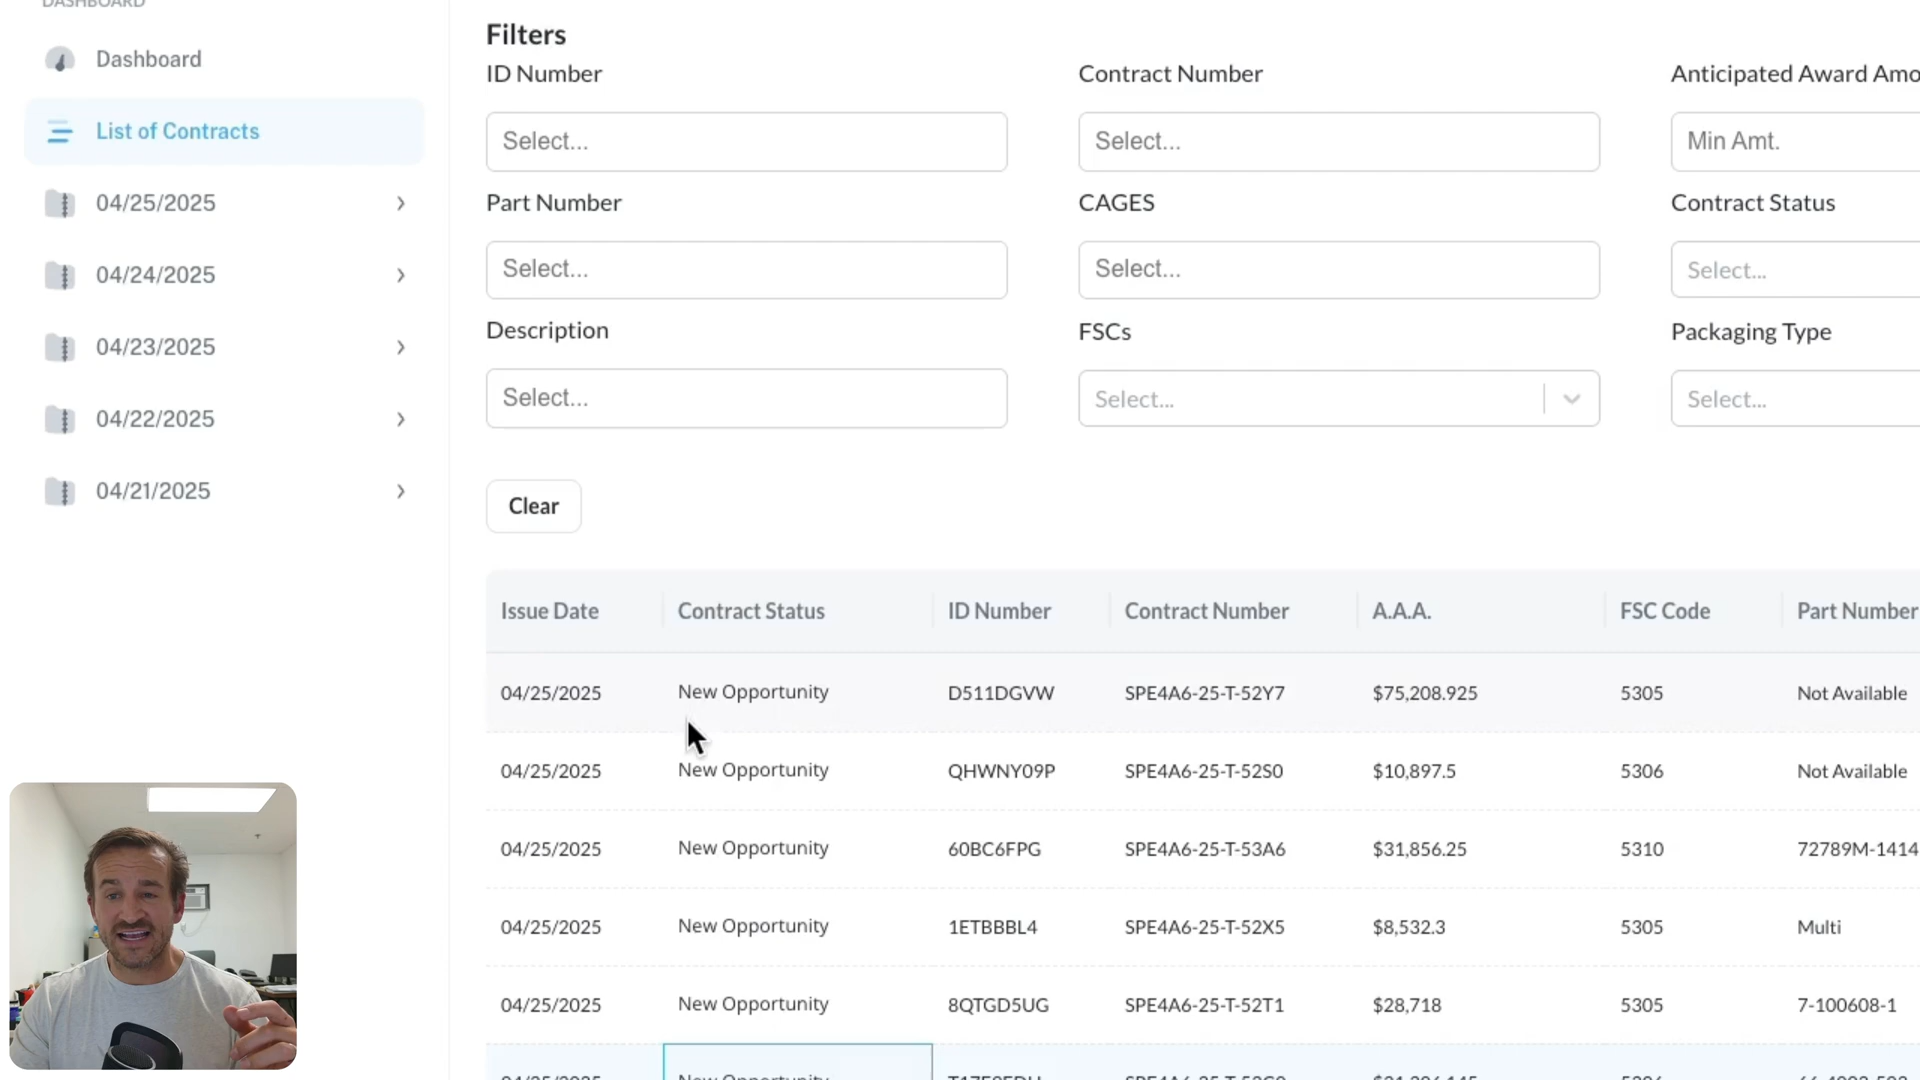 DASHBOARD
Dashboard
List of Contracts
04/25/2025
04/24/2025
04/23/2025
04/22/2025
04/21/2025
Filters
ID Number
Contract Number
Anticipated Award Amo
Select...
Select...
Min Amt.
Part Number
CAGES
Contract Status
Select...
Select...
Select...
Description
FSCs
Packaging Type
Select...
Select...
Select...
Clear
Issue Date Contract Status ID Number Contract Number A.A.A. FSC Code Part Number
04/25/2025 New Opportunity D511DGVW SPE4A6-25-T-52Y7 $75,208.925 5305 Not Available
04/25/2025 New Opportunity QHWNY09P SPE4A6-25-T-52S0 $10,897.5 5306 Not Available
04/25/2025 New Opportunity 60BC6FPG SPE4A6-25-T-53A6 $31,856.25 5310 72789M-1414
04/25/2025 New Opportunity 1ETBBBL4 SPE4A6-25-T-52X5 $8,532.3 5305 Multi
04/25/2025 New Opportunity 8QTGD5UG SPE4A6-25-T-52T1 $28,718 5305 7-100608-1
04/25/2025 New Opportunity